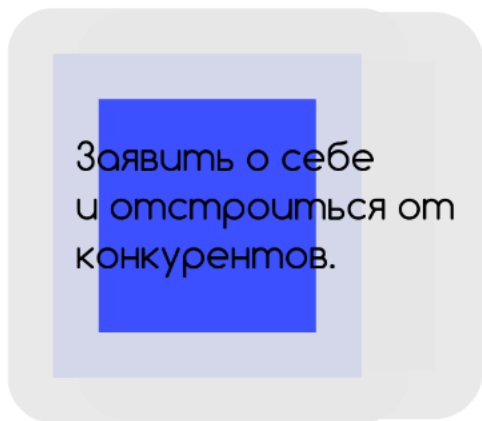 Заявить о себе
и отстроиться от
конкурентов.